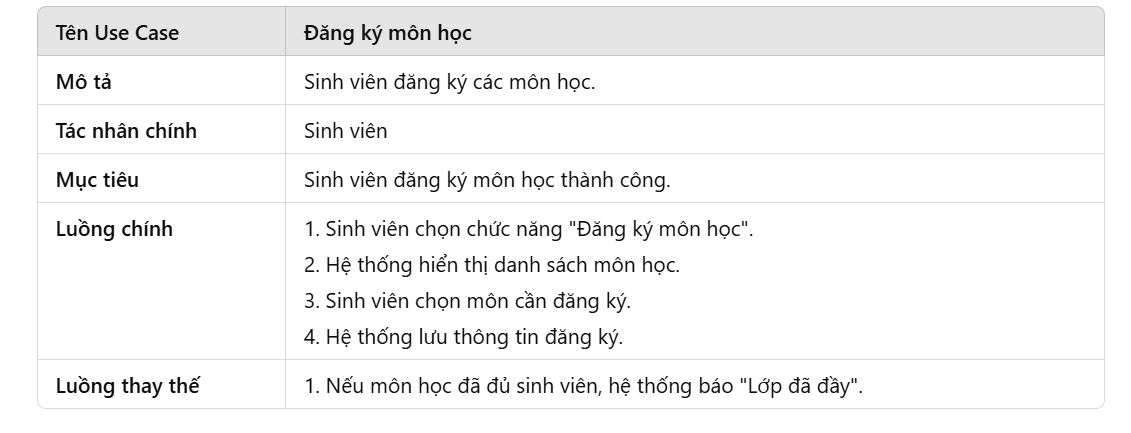 Tên Use Case Đăng ký môn học
Mô tả Sinh viên đăng ký các môn học.
Tác nhân chính Sinh viên
Mục tiêu Sinh viên đăng ký môn học thành công.
Luồng chính 1. Sinh viên chọn chức năng "Đăng ký môn học".
2. Hệ thống hiển thị danh sách môn học.
3. Sinh viên chọn môn cần đăng ký.
4. Hệ thống lưu thông tin đăng ký.
Luồng thay thế 1. Nếu môn học đã đủ sinh viên, hệ thống báo "Lớp đã đầy".